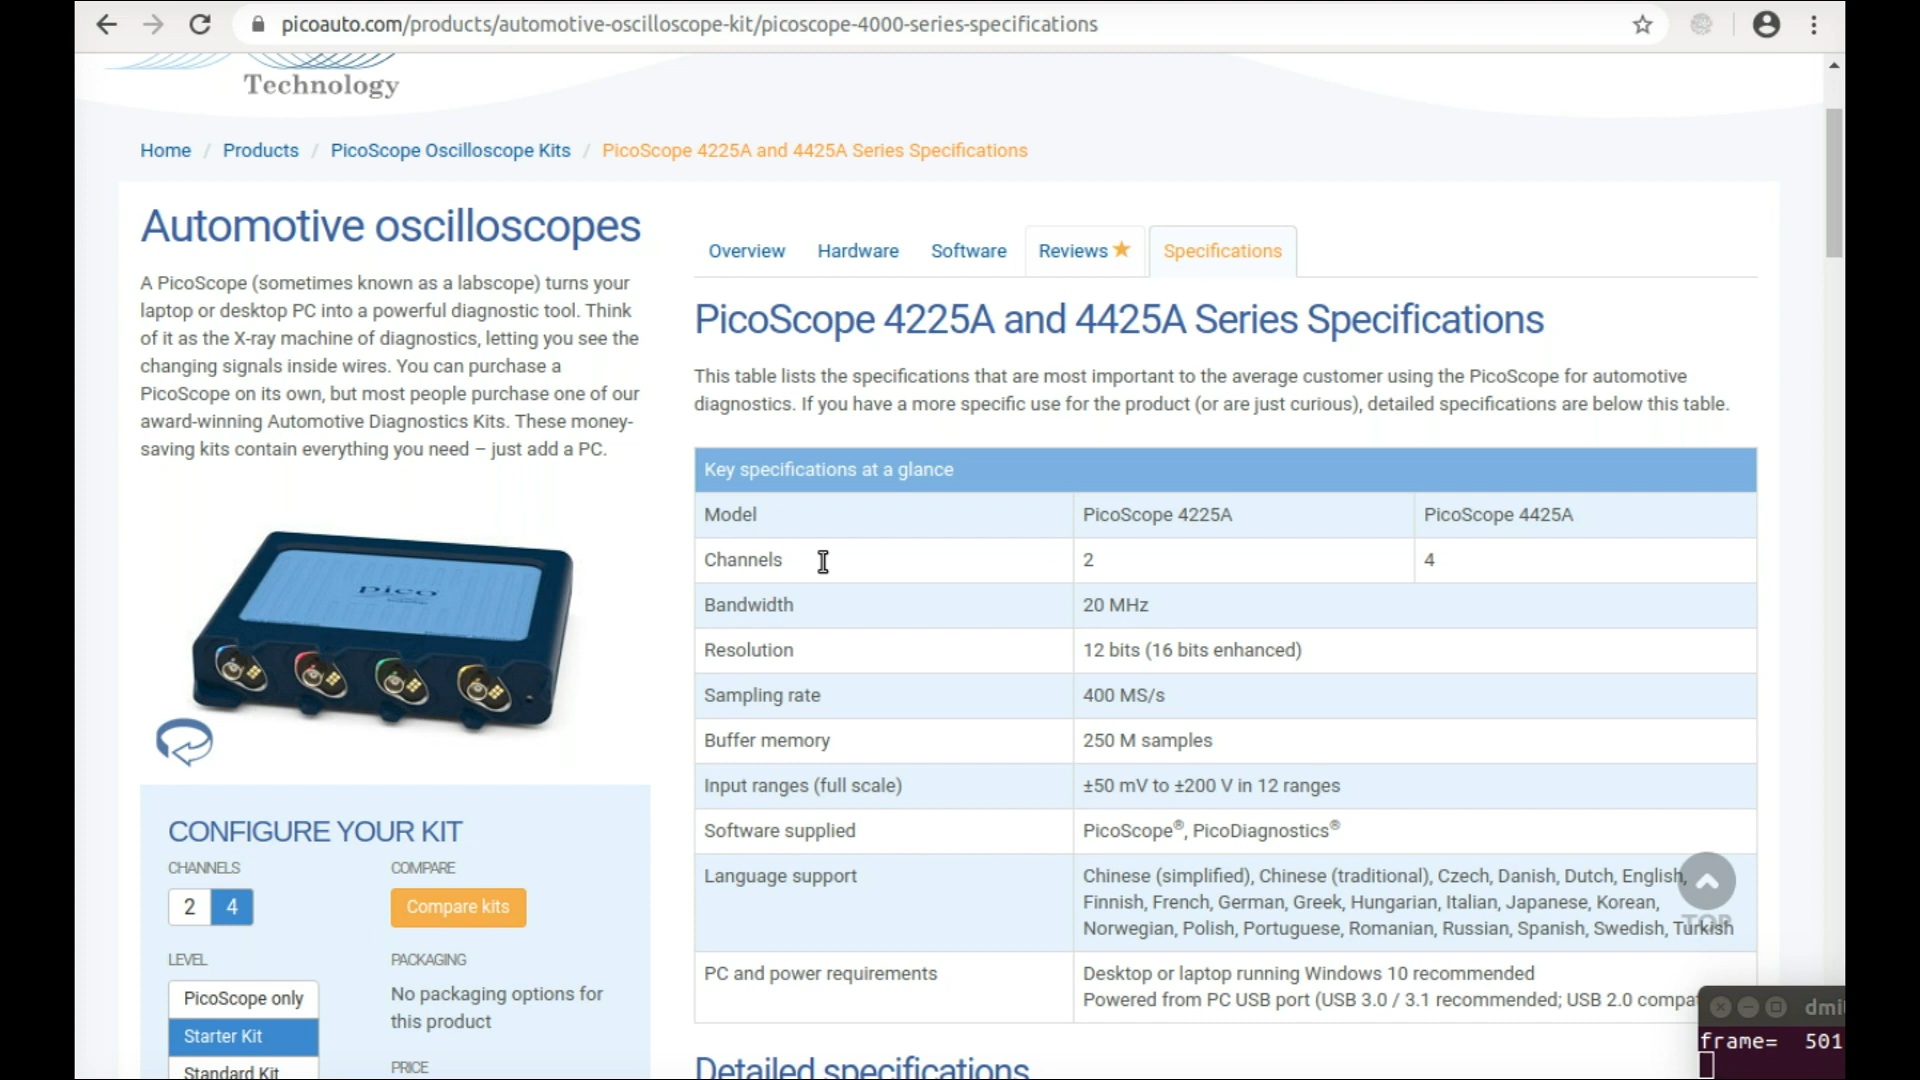 picoauto.com/products/automotive-oscilloscope-kit/picoscope-4000-series-specifications
Technology
Home / Products / PicoScope Oscilloscope Kits / PicoScope 4225A and 4425A Series Specifications
Automotive oscilloscopes
A PicoScope (sometimes known as a labscope) turns your
laptop or desktop PC into a powerful diagnostic tool. Think
of it as the X-ray machine of diagnostics, letting you see the
changing signals inside wires. You can purchase a
PicoScope on its own, but most people purchase one of our
award-winning Automotive Diagnostics Kits. These money-
saving kits contain everything you need – just add a PC.
pico
CONFIGURE YOUR KIT
CHANNELS
2 4
COMPARE
Compare kits
LEVEL
PicoScope only
Starter Kit
Standard Kit
PACKAGING
No packaging options for
this product
PRICE
Overview Hardware Software Reviews Specifications
PicoScope 4225A and 4425A Series Specifications
This table lists the specifications that are most important to the average customer using the PicoScope for automotive
diagnostics. If you have a more specific use for the product (or are just curious), detailed specifications are below this table.
Key specifications at a glance
Model PicoScope 4225A PicoScope 4425A
Channels 2 4
Bandwidth 20 MHz
Resolution 12 bits (16 bits enhanced)
Sampling rate 400 MS/s
Buffer memory 250 M samples
Input ranges (full scale) ±50 mV to ±200 V in 12 ranges
Software supplied PicoScope®, PicoDiagnostics®
Language support Chinese (simplified), Chinese (traditional), Czech, Danish, Dutch, English,
Finnish, French, German, Greek, Hungarian, Italian, Japanese, Korean,
Norwegian, Polish, Portuguese, Romanian, Russian, Spanish, Swedish, Turkish
TOP
PC and power requirements Desktop or laptop running Windows 10 recommended
Powered from PC USB port (USB 3.0 / 3.1 recommended; USB 2.0 compa
Detailed specifications
dmi
frame= 501